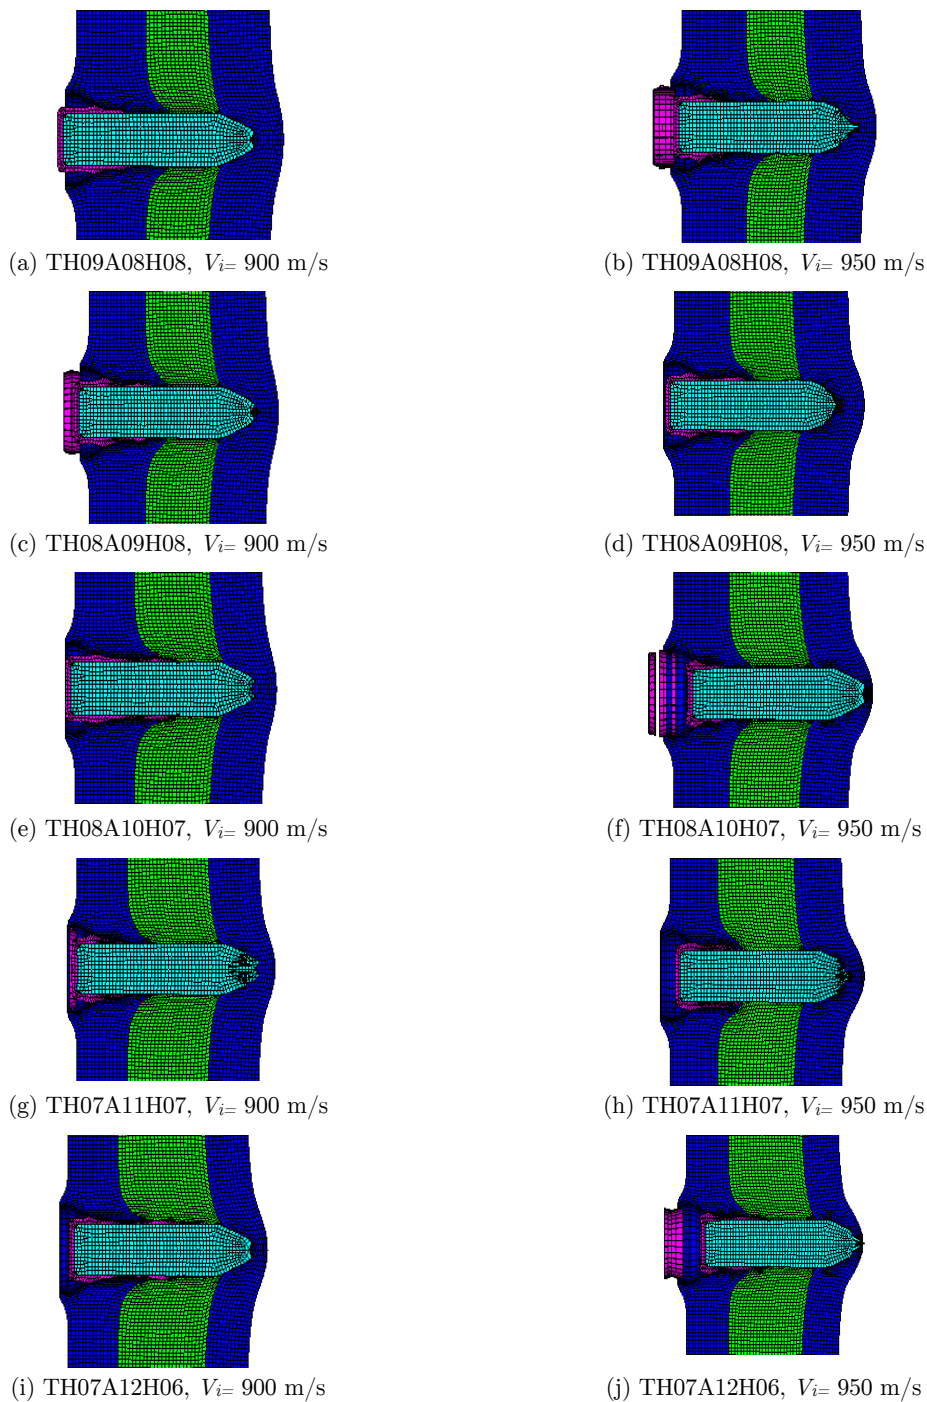 (a) TH09A08H08, Vi= 900 m/s
(b) TH09A08H08, Vi= 950 m/s
(c) TH08A09H08, Vi= 900 m/s
(d) TH08A09H08, Vi= 950 m/s
(e) TH08A10H07, Vi= 900 m/s
(f) TH08A10H07, Vi= 950 m/s
(g) TH07A11H07, Vi= 900 m/s
(h) TH07A11H07, Vi= 950 m/s
(i) TH07A12H06, Vi= 900 m/s
(j) TH07A12H06, Vi= 950 m/s